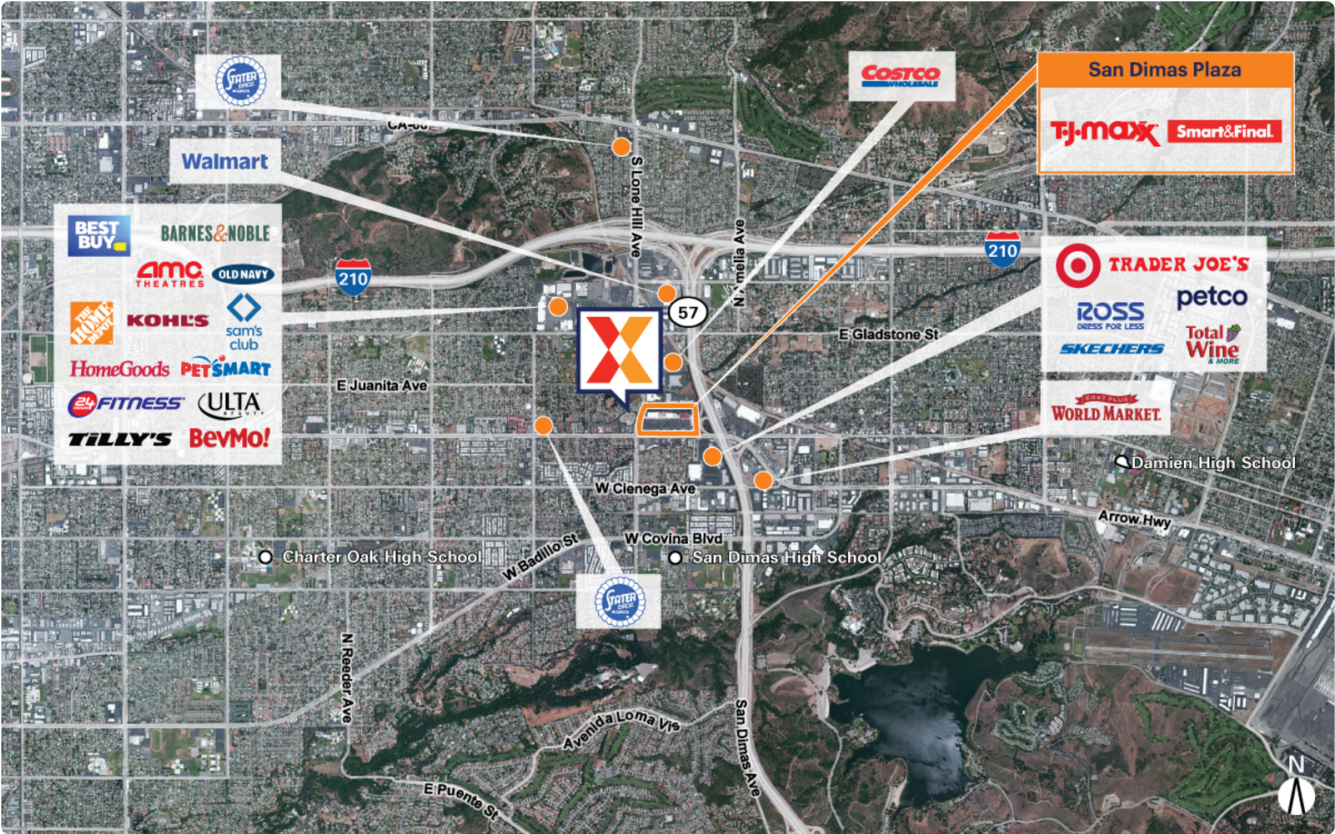 STATER
BROS
MARKETS
COSTCO
WHOLESALE
San Dimas Plaza
T·J·maxx Smart&Final.
CA-66
Walmart
S Lone Hill Ave
BEST
BUY
BARNES&NOBLE
AMC
THEATRES
OLD NAVY
THE
HOME
DEPOT
KOHL'S
sam's
club
HomeGoods PETSMART
24
HOUR
FITNESS
ULTA
BEAUTY
TILLY'S BevMo!
210
57
210
TRADER JOE'S
ROSS
DRESS FOR LESS
petco
SKECHERS
Total
Wine
& MORE
E Gladstone St
E Juanita Ave
COST PLUS
WORLD MARKET.
Damien High School
W Cienega Ave
Arrow Hwy
W Covina Blvd
Charter Oak High School
W Badillo St
San Dimas High School
STATER
BROS
MARKETS
N Reeder Ave
Avenida Loma Vis
San Dimas Ave
E Puente St
N